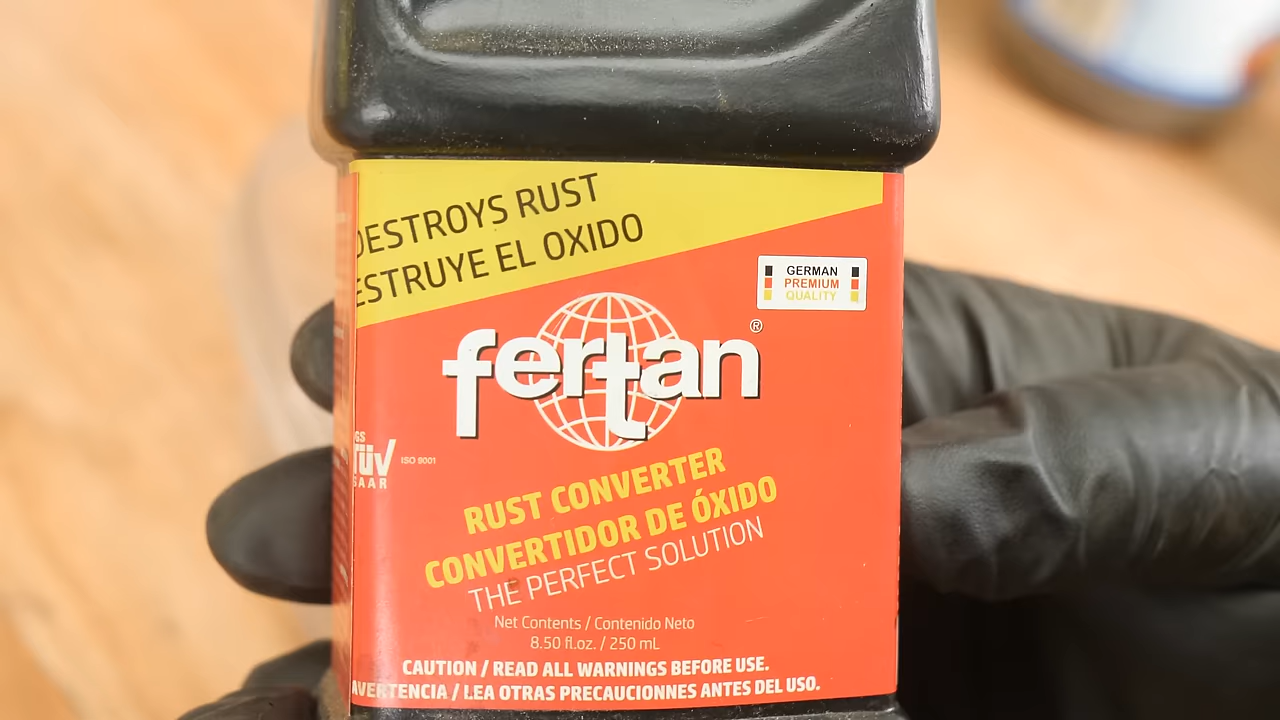 DESTROYS RUST
ESTRUYE EL OXIDO
GERMAN
PREMIUM
QUALITY
fertan®
GS
TÜV
SAAR
ISO 9001
RUST CONVERTER
CONVERTIDOR DE ÓXIDO
THE PERFECT SOLUTION
Net Contents / Contenido Neto
8.50 fl.oz. / 250 mL
CAUTION / READ ALL WARNINGS BEFORE USE.
AVERTENCIA / LEA OTRAS PRECAUCIONNES ANTES DEL USO.